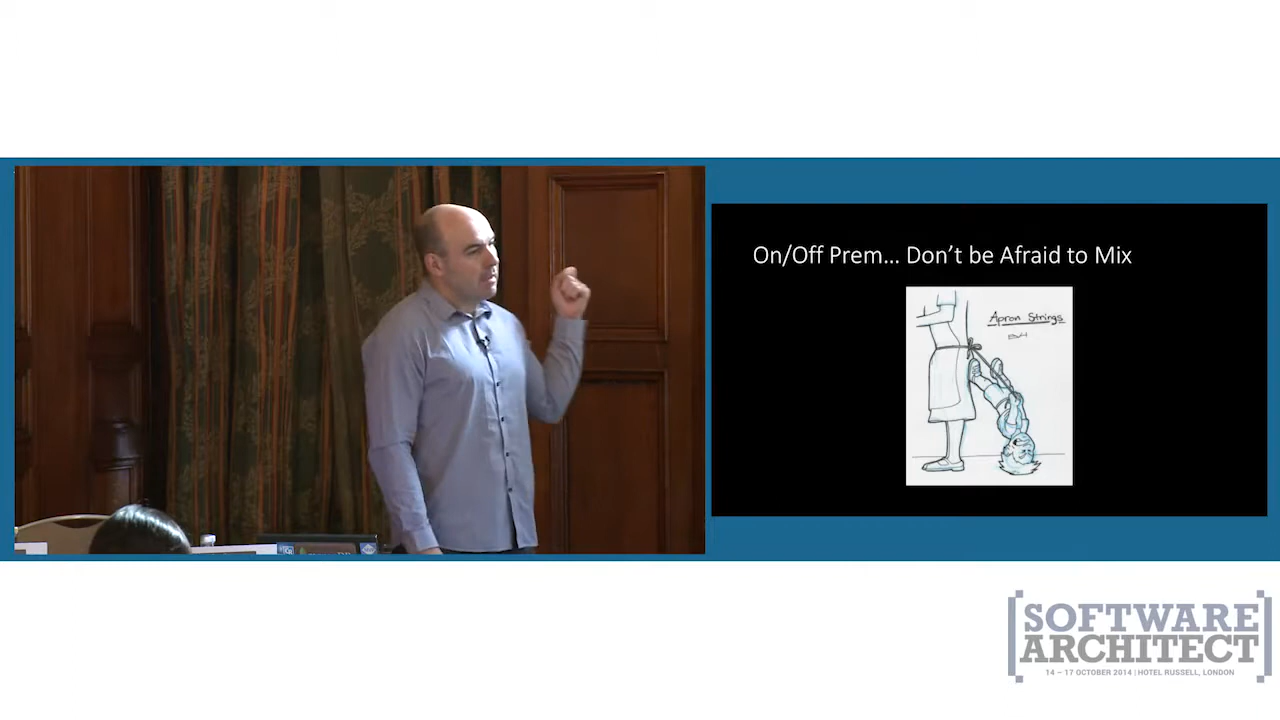 On/Off Prem... Don't be Afraid to Mix
Apron Strings
[SOFTWARE
ARCHITECT]
14 – 17 OCTOBER 2014 | HOTEL RUSSELL, LONDON